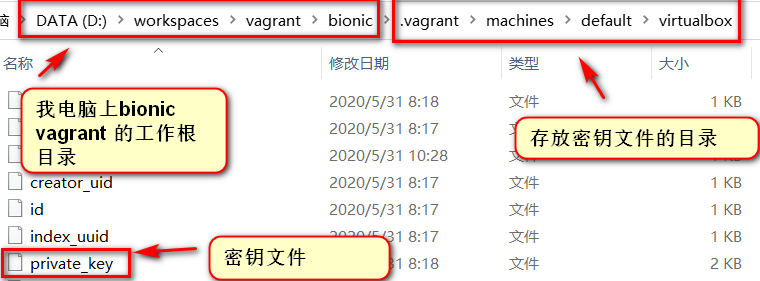 脑 > DATA (D:) > workspaces > vagrant > bionic > .vagrant > machines > default > virtualbox
名称 修改日期 类型 大小
2020/5/31 8:18 文件 1 KB
2020/5/31 8:17 文件 1 KB
2020/5/31 10:28 文件
creator_uid 2020/5/31 8:17 文件 1 KB
id 2020/5/31 8:17 文件 1 KB
index_uuid 2020/5/31 8:17 文件 1 KB
private_key 2020/5/31 8:18 文件 2 KB
我电脑上bionic
vagrant 的工作根
目录
存放密钥文件的目录
密钥文件